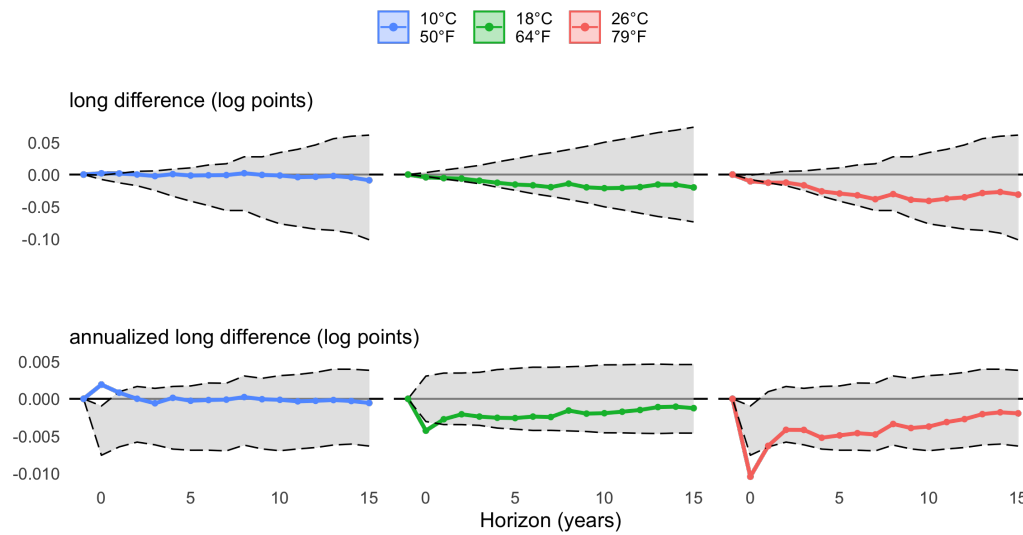 10°C 18°C 26°C
50°F 64°F 79°F
long difference (log points)
0.05
0.00
-0.05
-0.10
annualized long difference (log points)
0.005
0.000
-0.005
-0.010
0 5 10 15 0 5 10 15 0 5 10 15
Horizon (years)